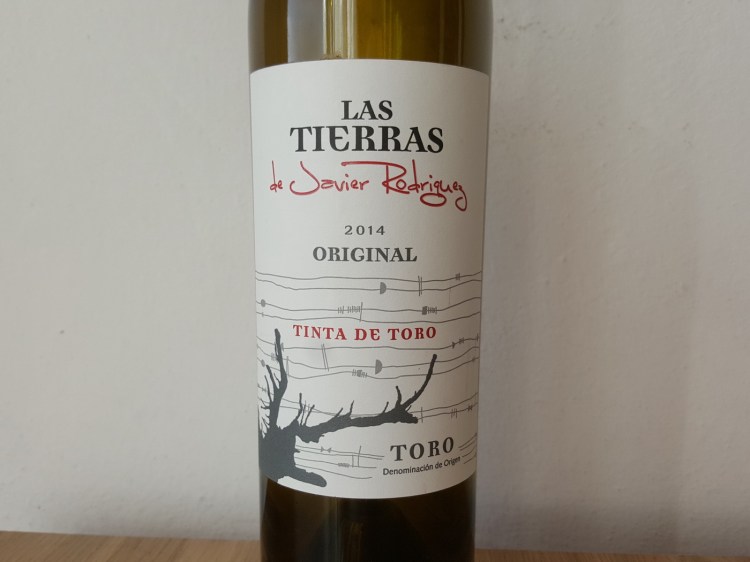 LAS
TIERRAS
de Javier Rodriguez
2014
ORIGINAL
TINTA DE TORO
TORO
Denominación de Origen